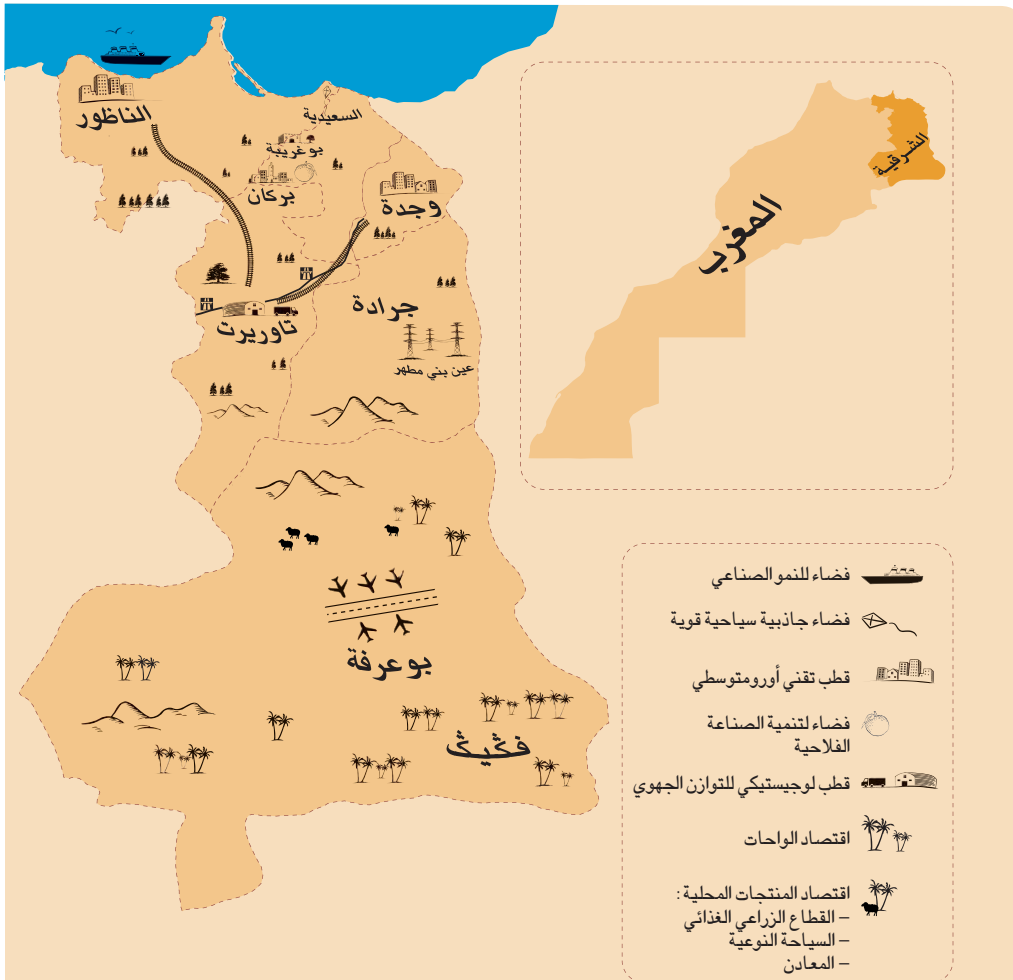 الناظور
السعيدية
بوغريبة
بركان
وجدة
جرادة
تاوريرت
عين بني مطهر
بوعرفة
فڭيڭ
الشرقية
المغرب
فضاء للنمو الصناعي
فضاء جاذبية سياحية قوية
قطب تقني أورومتوسطي
فضاء لتنمية الصناعة
الفلاحية
قطب لوجيستيكي للتوازن الجهوي
اقتصاد الواحات
اقتصاد المنتجات المحلية :
– القطاع الزراعي الغذائي
– السياحة النوعية
– المعادن